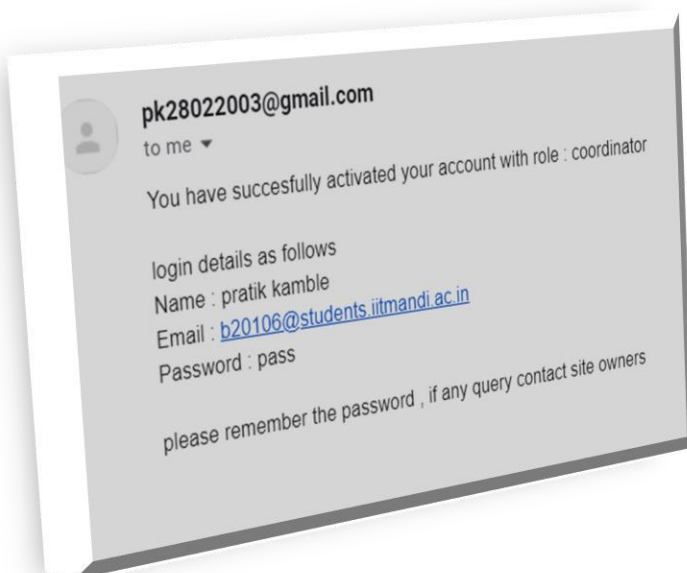 pk28022003@gmail.com
to me
You have succesfully activated your account with role : coordinator
login details as follows
Name : pratik kamble
Email : b20106@students.iitmandi.ac.in
Password : pass
please remember the password , if any query contact site owners